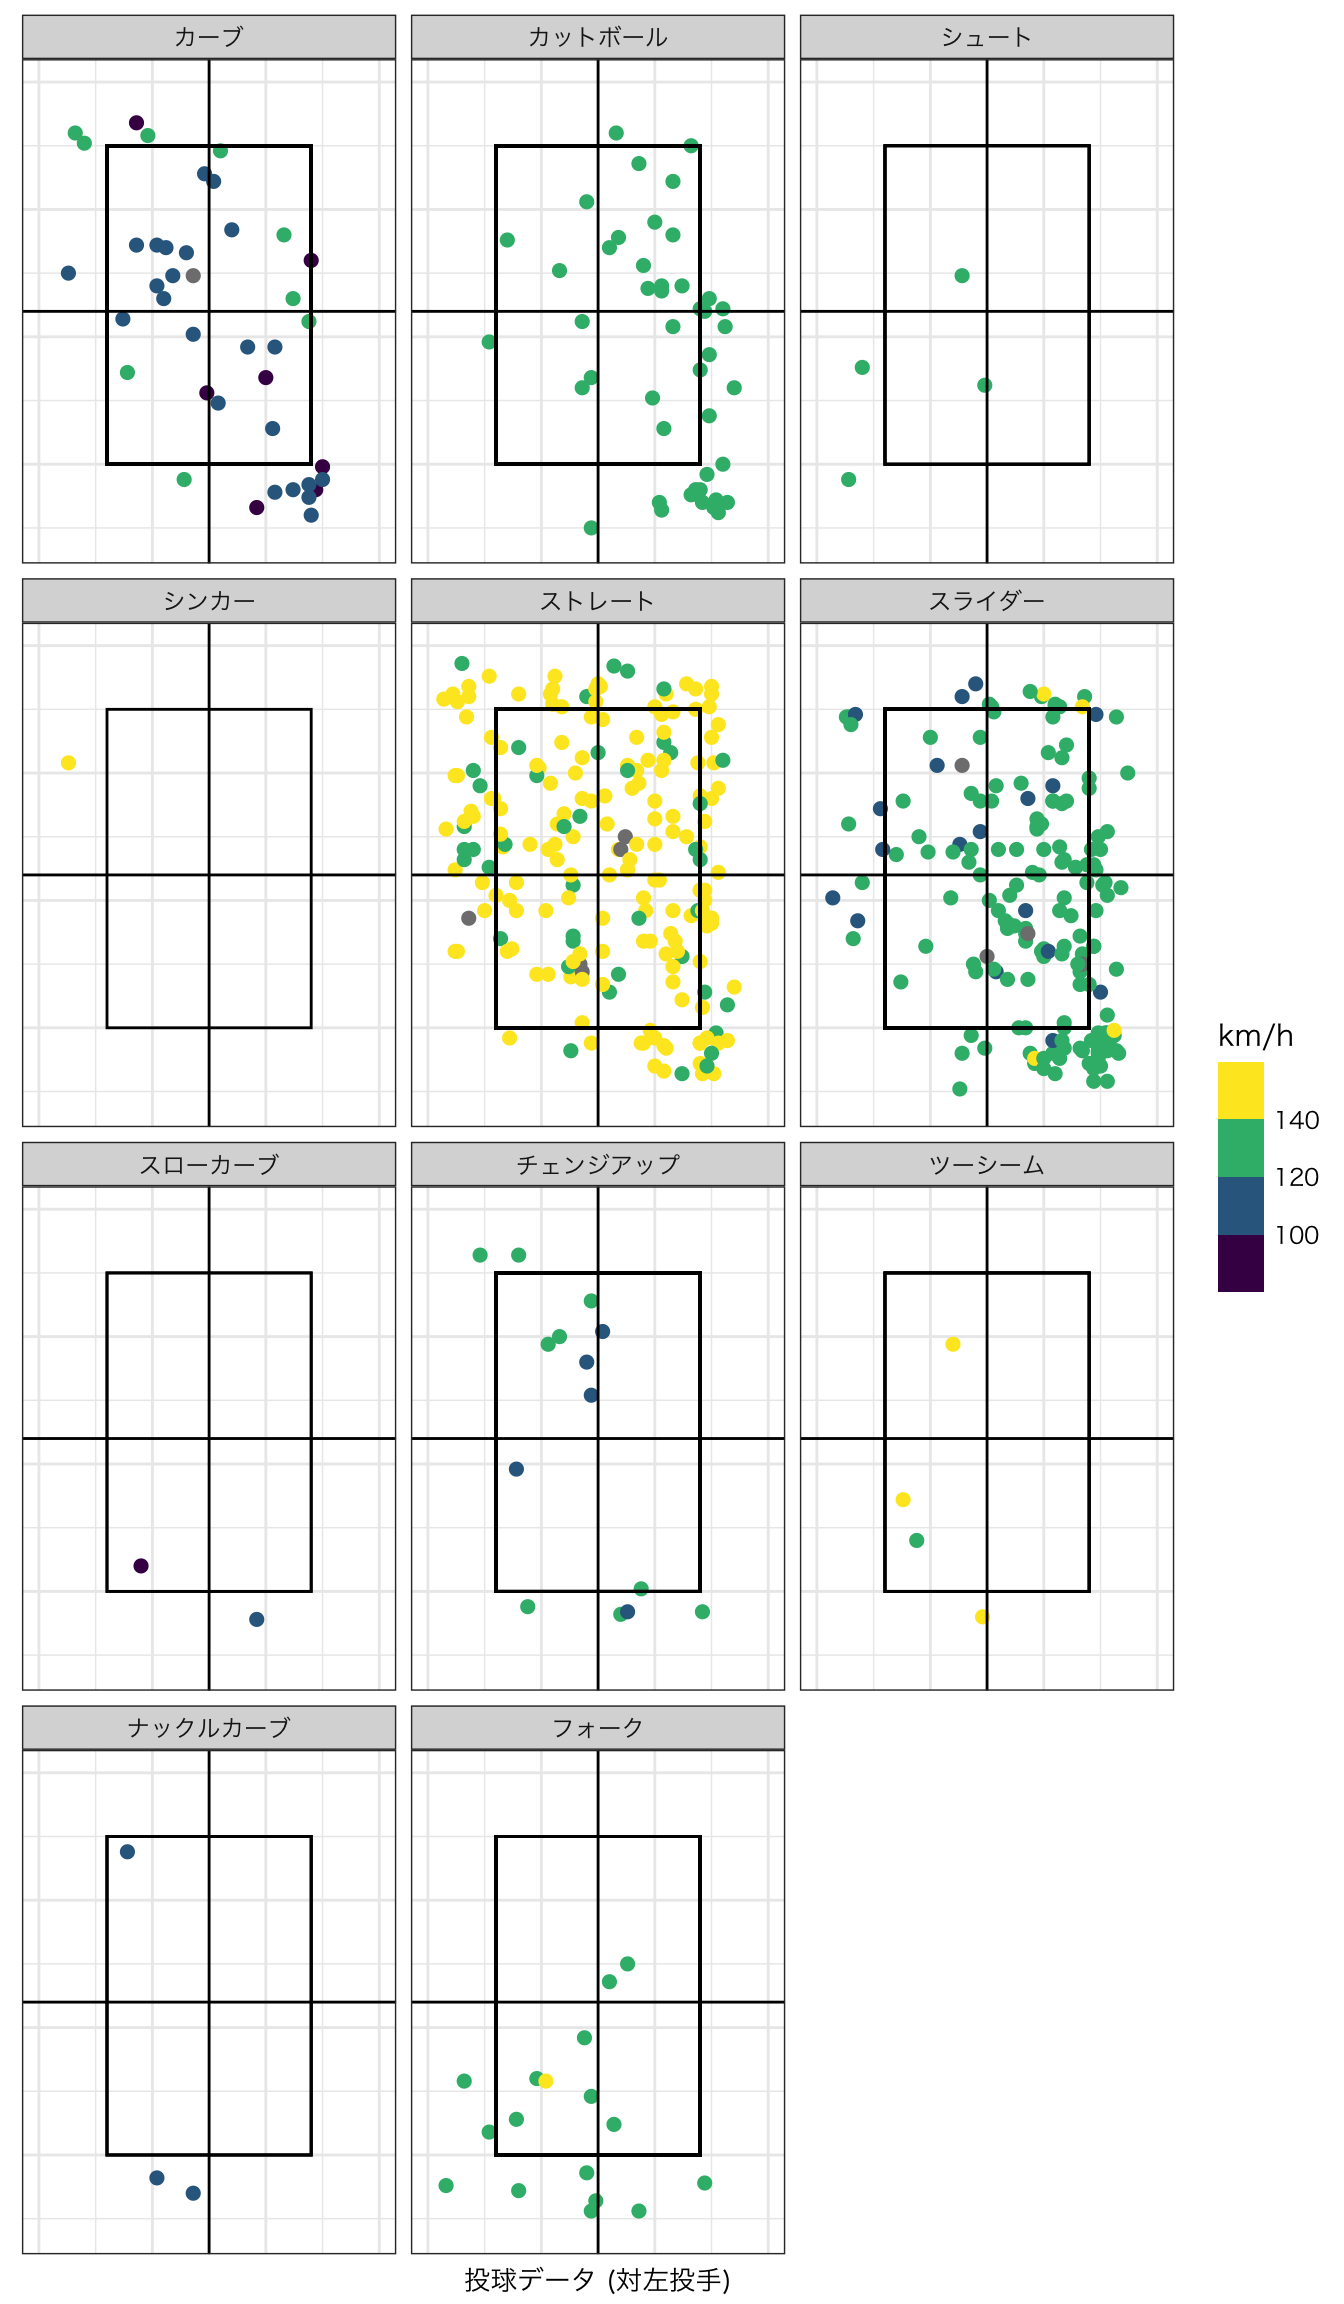 カーブ
カットボール
シュート
シンカー
ストレート
スライダー
スローカーブ
チェンジアップ
ツーシーム
ナックルカーブ
フォーク
km/h
140
120
100
投球データ (対左投手)